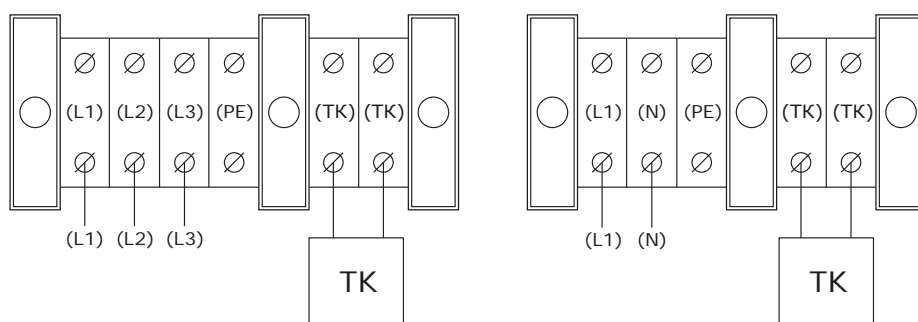 (L1) (L2) (L3) (PE) (TK) (TK)
(L1) (L2) (L3)
TK
(L1) (N) (PE) (TK) (TK)
(L1) (N)
TK